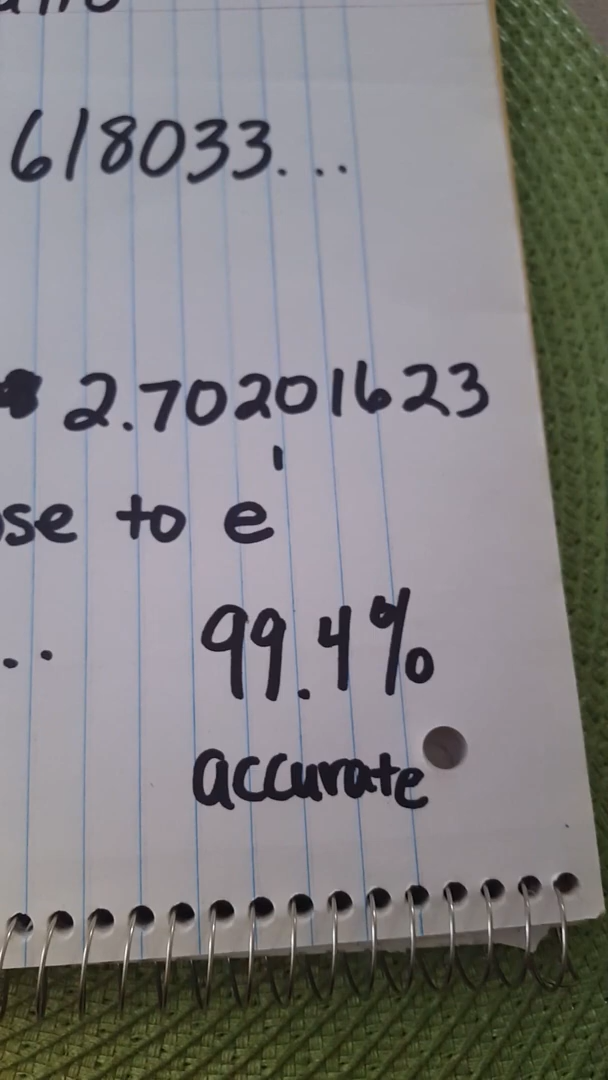 618033...
2.70201623
se to e'
..
99.4%
accurate